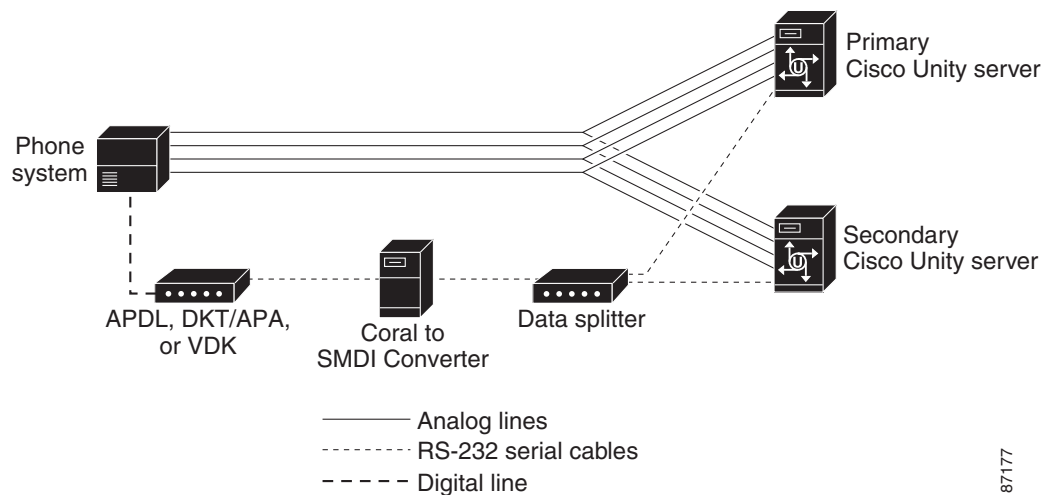 Primary
Cisco Unity server
Phone
system
Secondary
Cisco Unity server
APDL, DKT/APA,
or VDK
Coral to
SMDI Converter
Data splitter
Analog lines
RS-232 serial cables
Digital line
87177